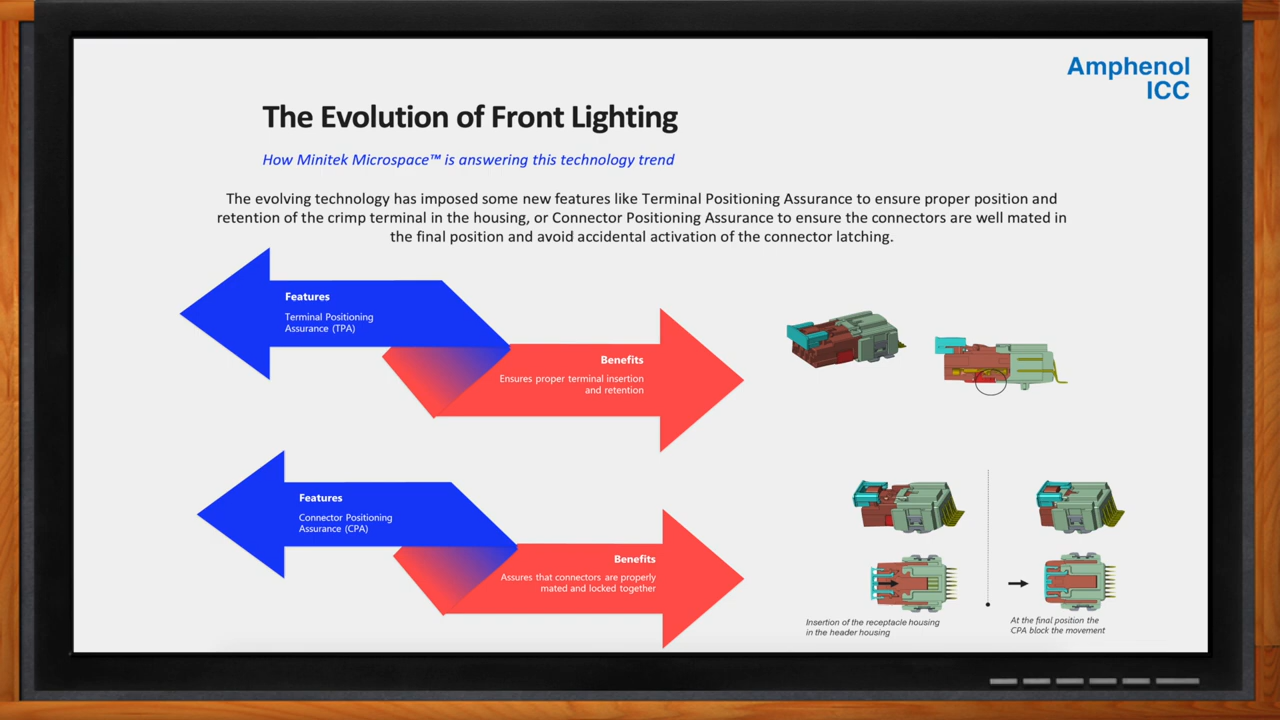 Amphenol
ICC
The Evolution of Front Lighting
How Minitek Microspace™ is answering this technology trend
The evolving technology has imposed some new features like Terminal Positioning Assurance to ensure proper position and
retention of the crimp terminal in the housing, or Connector Positioning Assurance to ensure the connectors are well mated in
the final position and avoid accidental activation of the connector latching.
Features
Terminal Positioning
Assurance (TPA)
Benefits
Ensures proper terminal insertion
and retention
Features
Connector Positioning
Assurance (CPA)
Benefits
Assures that connectors are properly
mated and locked together
Insertion of the receptacle housing
in the header housing
At the final position the
CPA block the movement